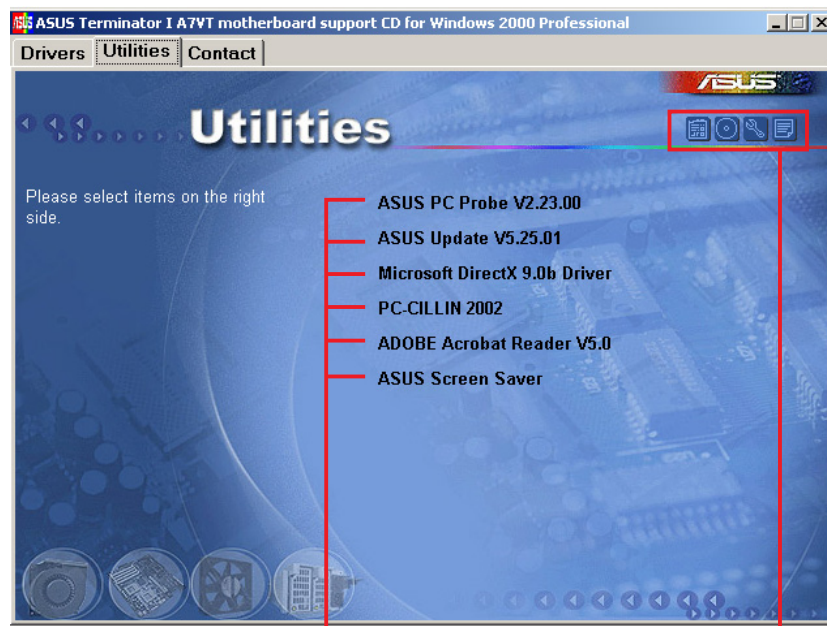 ASUS Terminator I A7VT motherboard support CD for Windows 2000 Professional
Drivers Utilities Contact
ASUS
Utilities
Please select items on the right
side.
ASUS PC Probe V2.23.00
ASUS Update V5.25.01
Microsoft DirectX 9.0b Driver
PC-CILLIN 2002
ADOBE Acrobat Reader V5.0
ASUS Screen Saver